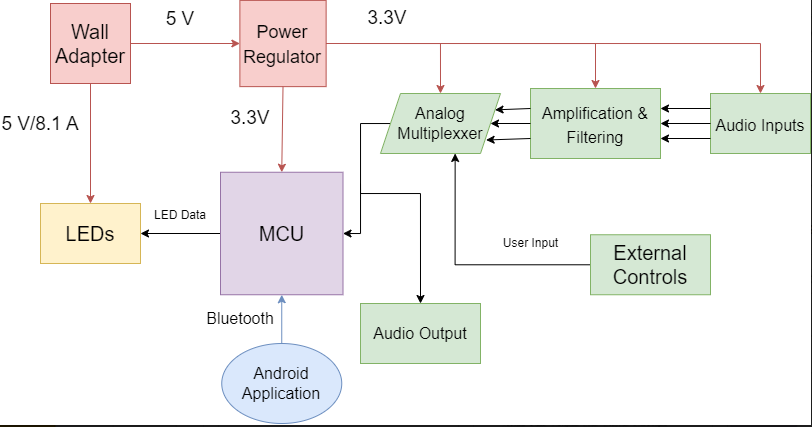 5 V
3.3V
Wall
Adapter
Power
Regulator
5 V/8.1 A
3.3V
Analog
Multiplexxer
Amplification &
Filtering
Audio Inputs
LED Data
LEDs
MCU
User Input
External
Controls
Bluetooth
Audio Output
Android
Application